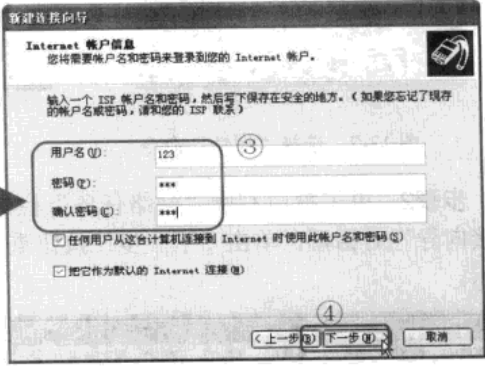 新建连接向导
Internet 帐户信息
您将需要帐户名和密码来登录到您的 Internet 帐户。
输入一个 ISP 帐户名和密码，然后写下保存在安全的地方。（如果您忘记了现存
的帐户名或密码，请和您的 ISP 联系）
③
用户名(U): 123
密码(P): ***
确认密码(C): ***
任何用户从这台计算机连接到 Internet 时使用此帐户名和密码(S)
把它作为默认的 Internet 连接(M)
④
<上一步(B) 下一步(N)> 取消